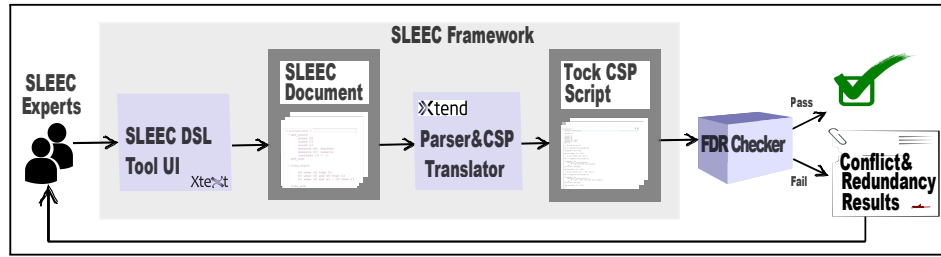 SLEEC Framework
SLEEC
Experts
SLEEC DSL
Tool UI
Xtext
SLEEC
Document
Xtend
Parser&CSP
Translator
Tock CSP
Script
FDR Checker
Pass
Fail
Conflict&
Redundancy
Results